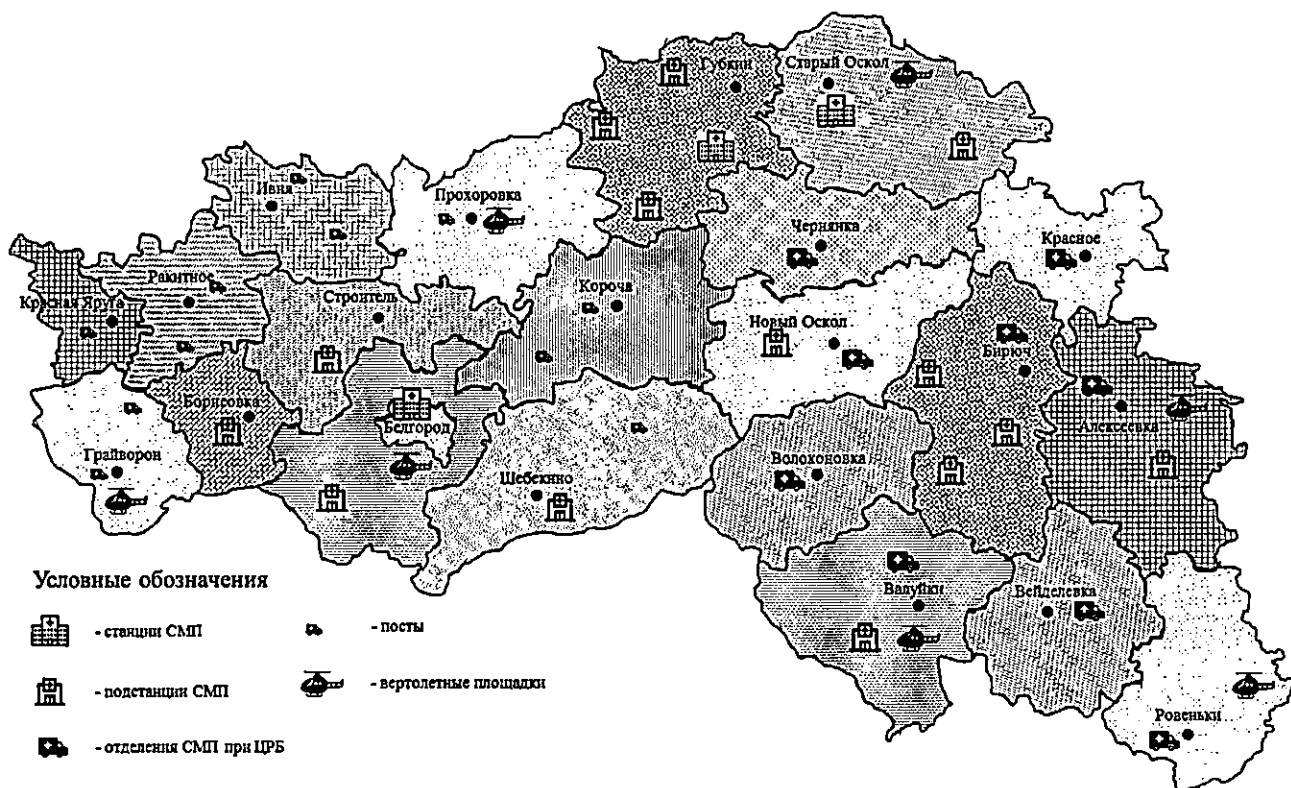 Губкин
Старый Оскол
Ивня
Прохоровка
Чернянка
Красное
Ракитное
Красная Яруга
Строитель
Короча
Новый Оскол
Бирюч
Борисовка
Белгород
Алексеевка
Грайворон
Шебекино
Волоконовка
Валуйки
Вейделевка
Ровеньки
Условные обозначения
- станции СМП
- посты
- подстанции СМП
- вертолетные площадки
- отделения СМП при ЦРБ